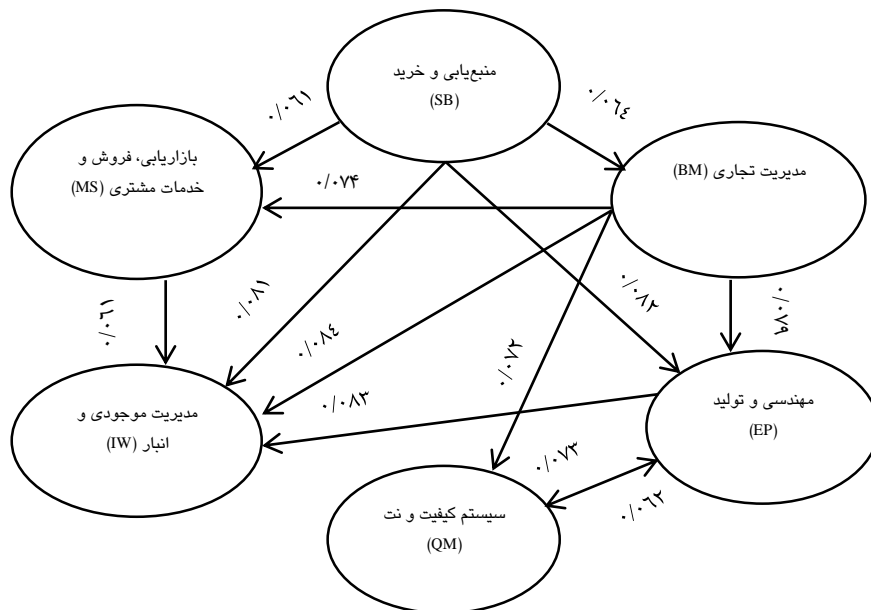 منبع‌یابی و خرید
(SB)
۰/۰۶۱
۰/۰۶٤
بازاریابی، فروش و
خدمات مشتری (MS)
مدیریت تجاری (BM)
۰/۰۷۴
۰/۰۶۱
۰/۰۸۱
۰/۰۸٤
۰/۰۷۲
۰/۰۸۲
۰/۰۷۹
مدیریت موجودی و
انبار (IW)
۰/۰۸۳
مهندسی و تولید
(EP)
۰/۰۷۳
۰/۰۶۲
سیستم کیفیت و نت
(QM)